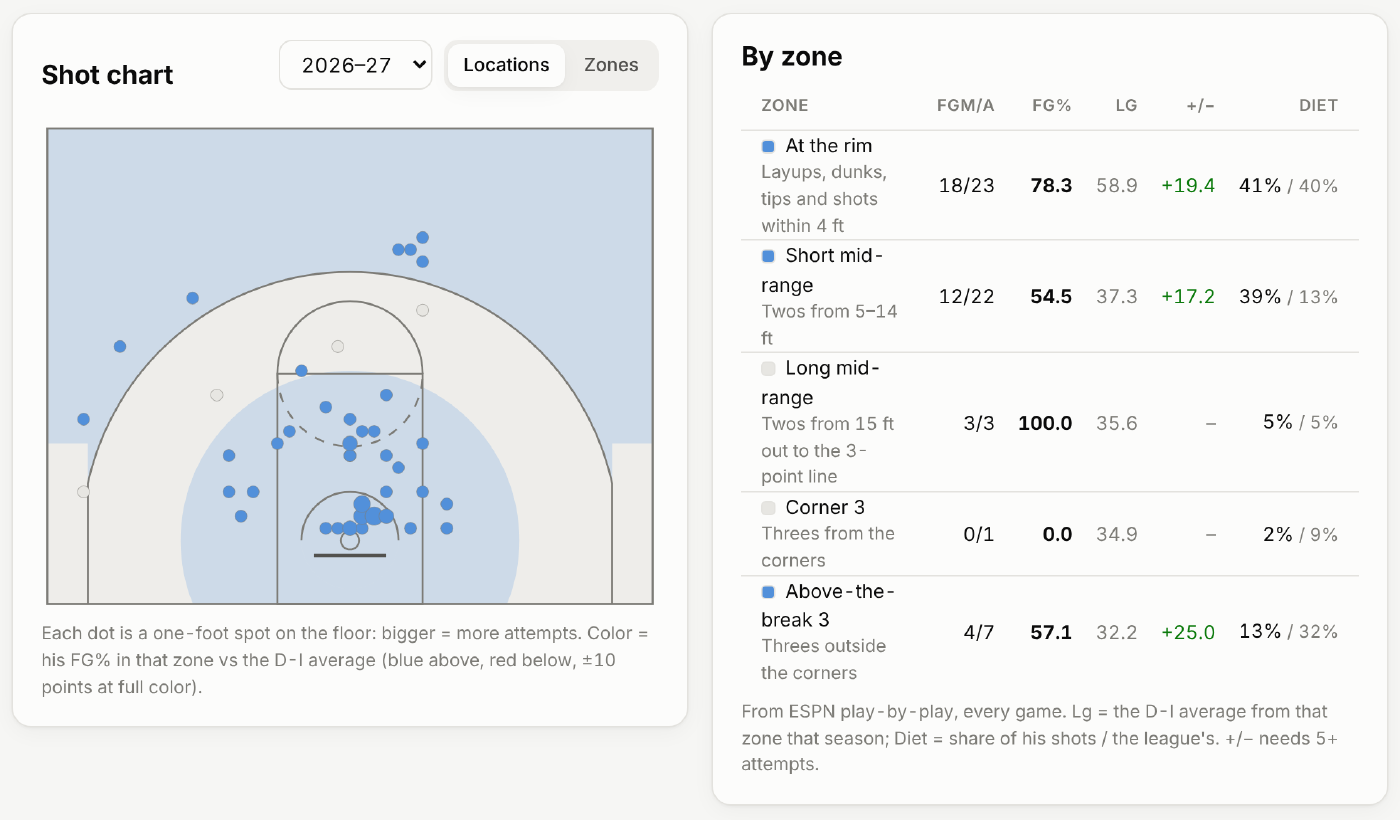 Shot chart
2026–27
Locations
Zones
Each dot is a one-foot spot on the floor: bigger = more attempts. Color =
his FG% in that zone vs the D-I average (blue above, red below, ±10
points at full color).
By zone
ZONE FGM/A FG% LG +/− DIET
At the rim
Layups, dunks,
tips and shots
within 4 ft
18/23 78.3 58.9 +19.4 41% / 40%
Short mid-
range
Twos from 5–14
ft
12/22 54.5 37.3 +17.2 39% / 13%
Long mid-
range
Twos from 15 ft
out to the 3-
point line
3/3 100.0 35.6 – 5% / 5%
Corner 3
Threes from the
corners
0/1 0.0 34.9 – 2% / 9%
Above-the-
break 3
Threes outside
the corners
4/7 57.1 32.2 +25.0 13% / 32%
From ESPN play-by-play, every game. Lg = the D-I average from that
zone that season; Diet = share of his shots / the league's. +/− needs 5+
attempts.